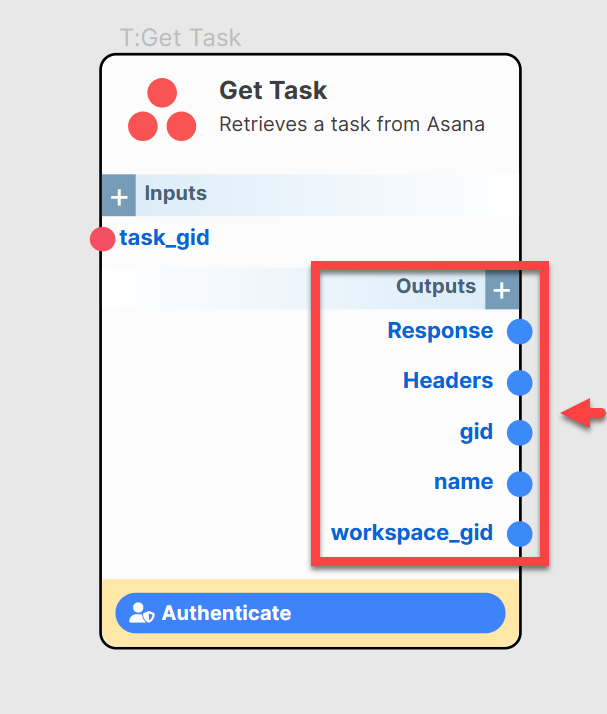 T:Get Task
Get Task
Retrieves a task from Asana
+ Inputs
task_gid
Outputs +
Response
Headers
gid
name
workspace_gid
Authenticate